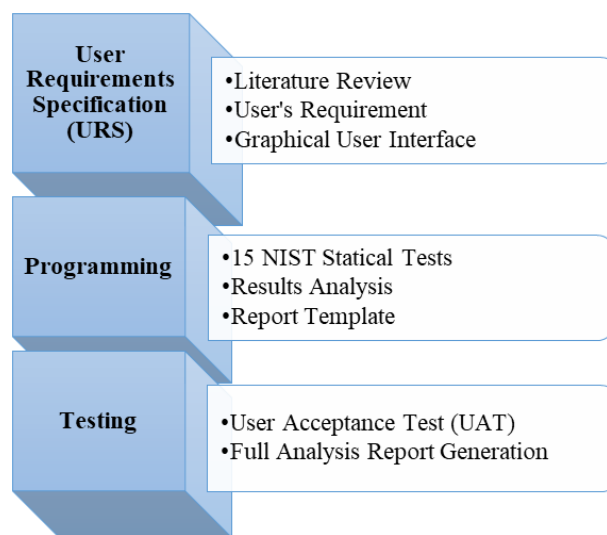 User
Requirements
Specification
(URS)
•Literature Review
•User's Requirement
•Graphical User Interface
Programming
•15 NIST Statical Tests
•Results Analysis
•Report Template
Testing
•User Acceptance Test (UAT)
•Full Analysis Report Generation